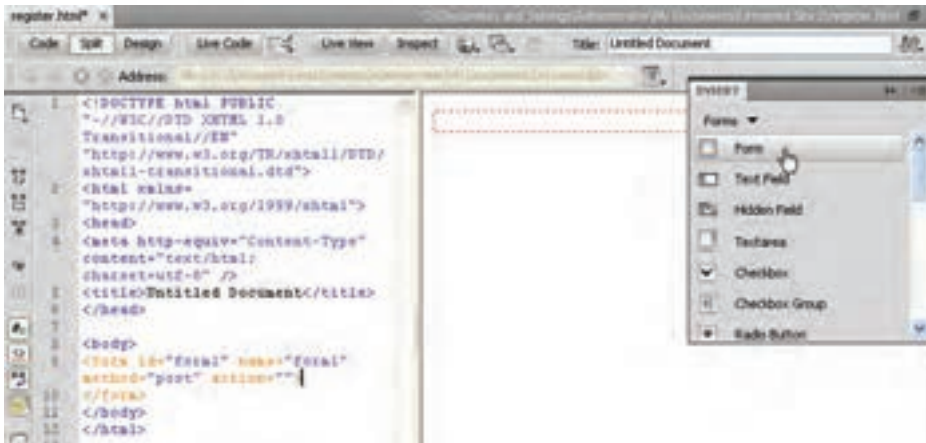 register.html* ×
Code Split Design Live Code Live View Inspect Title: Untitled Document
Address:
INSERT
Forms
Form
Text Field
Hidden Field
Textarea
Checkbox
Checkbox Group
Radio Button
1 <!DOCTYPE html PUBLIC
"-//W3C//DTD XHTML 1.0
Transitional//EN"
"http://www.w3.org/TR/xhtml1/DTD/
xhtml1-transitional.dtd">
2 <html xmlns=
"http://www.w3.org/1999/xhtml">
3 <head>
4 <meta http-equiv="Content-Type"
content="text/html;
charset=utf-8" />
5 <title>Untitled Document</title>
6 </head>
7
8 <body>
9 <form id="form1" name="form1"
method="post" action="">
10 </form>
11 </body>
12 </html>